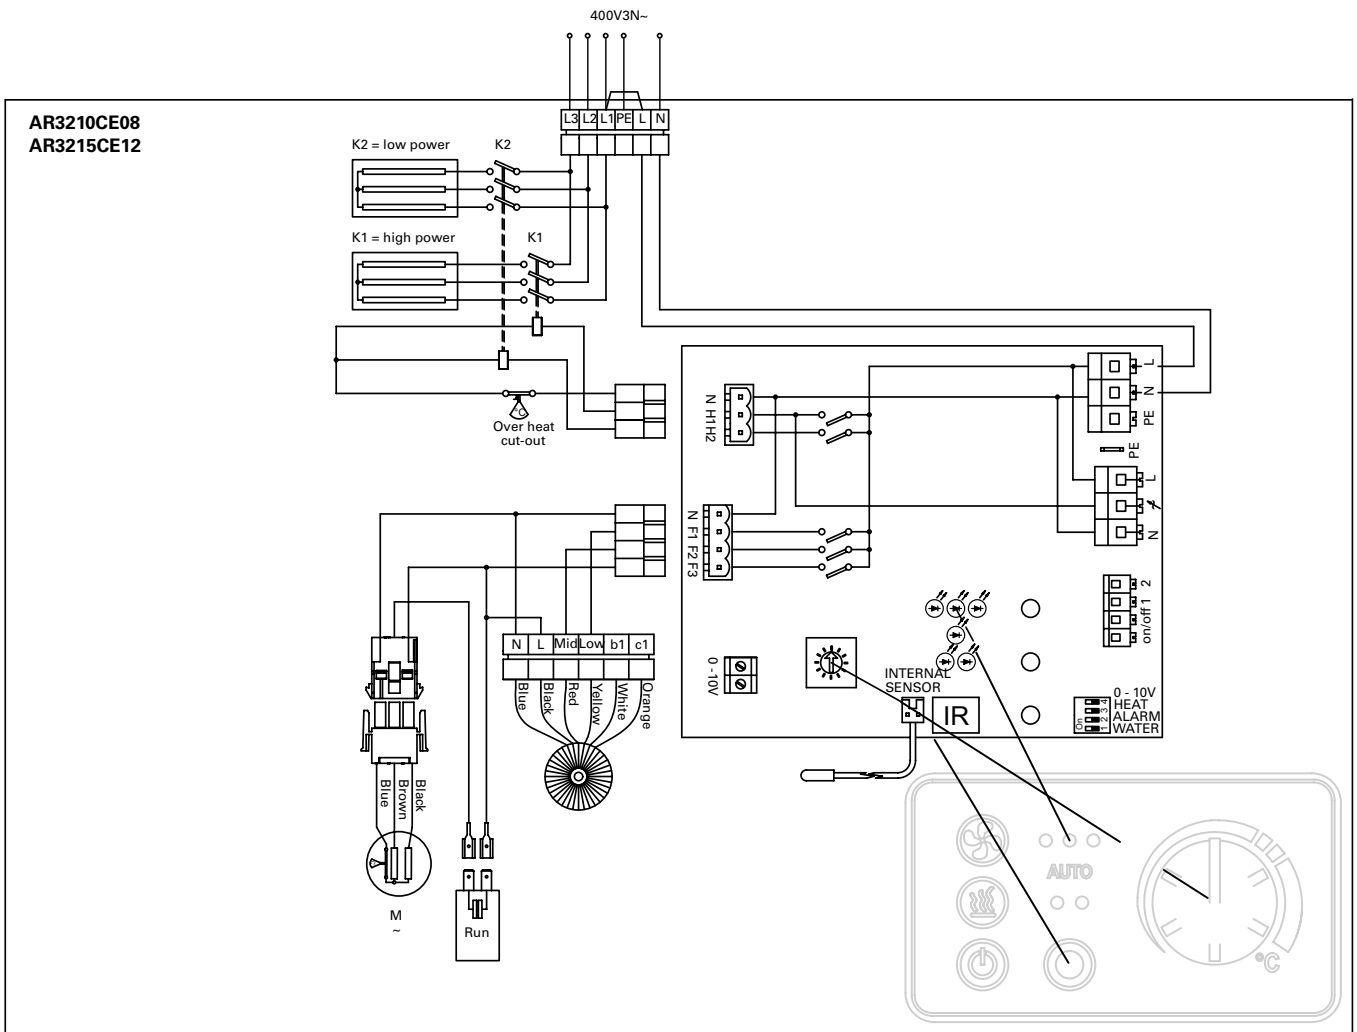 400V3N~
AR3210CE08
AR3215CE12
L3 L2 L1 PE L N
K2 = low power
K2
K1 = high power
K1
°C
Over heat
cut-out
N H1 H2
L
N
PE
PE
L
N
N F1 F2 F3
2
on/off 1
N L Mid Low b1 c1
Blue
Black
Red
Yellow
White
Orange
0 - 10V
INTERNAL
SENSOR
IR
On
1 2 3 4
0 - 10V
HEAT
ALARM
WATER
Blue
Brown
Black
M
~
Run
AUTO
°C